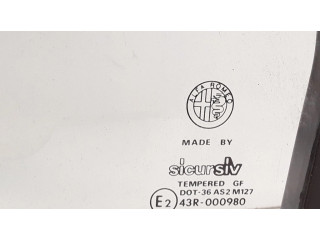 ALFA ROMEO
MADE BY
sicursiv
TEMPERED GF
DOT-36 AS2 M127
E2 43R-000980